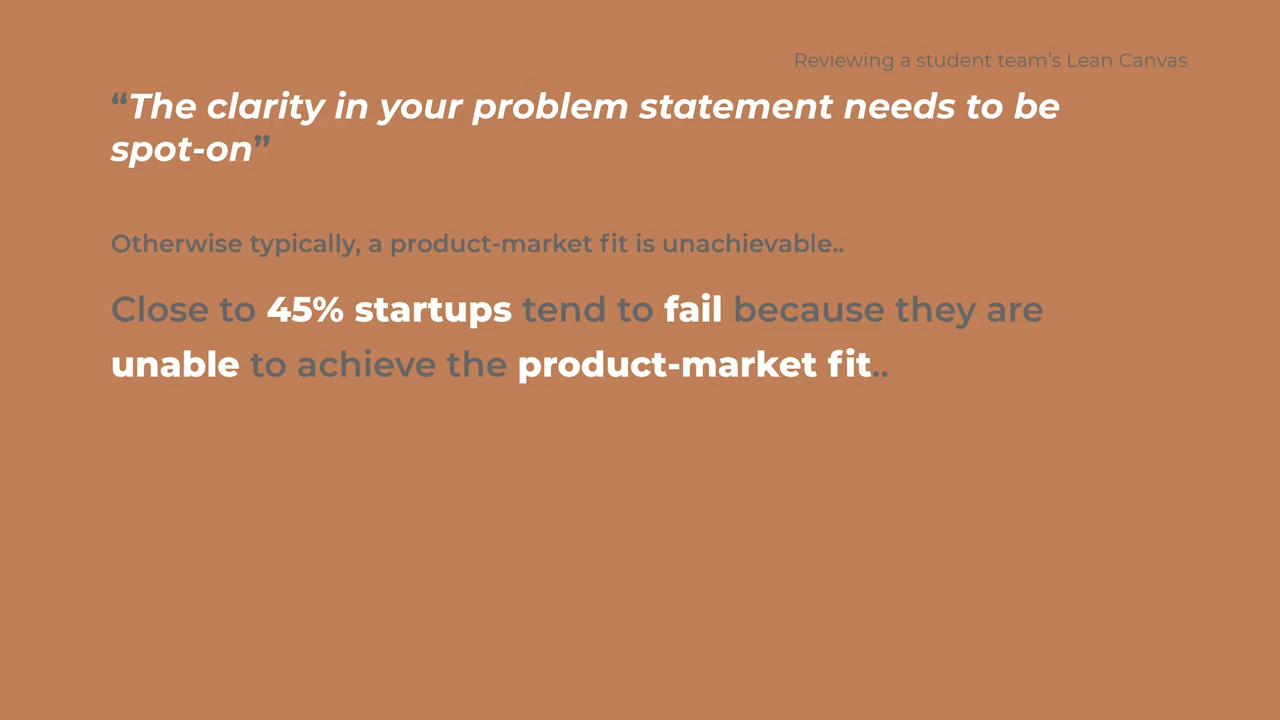 Reviewing a student team’s Lean Canvas
“The clarity in your problem statement needs to be
spot-on”
Otherwise typically, a product-market fit is unachievable..
Close to 45% startups tend to fail because they are
unable to achieve the product-market fit..